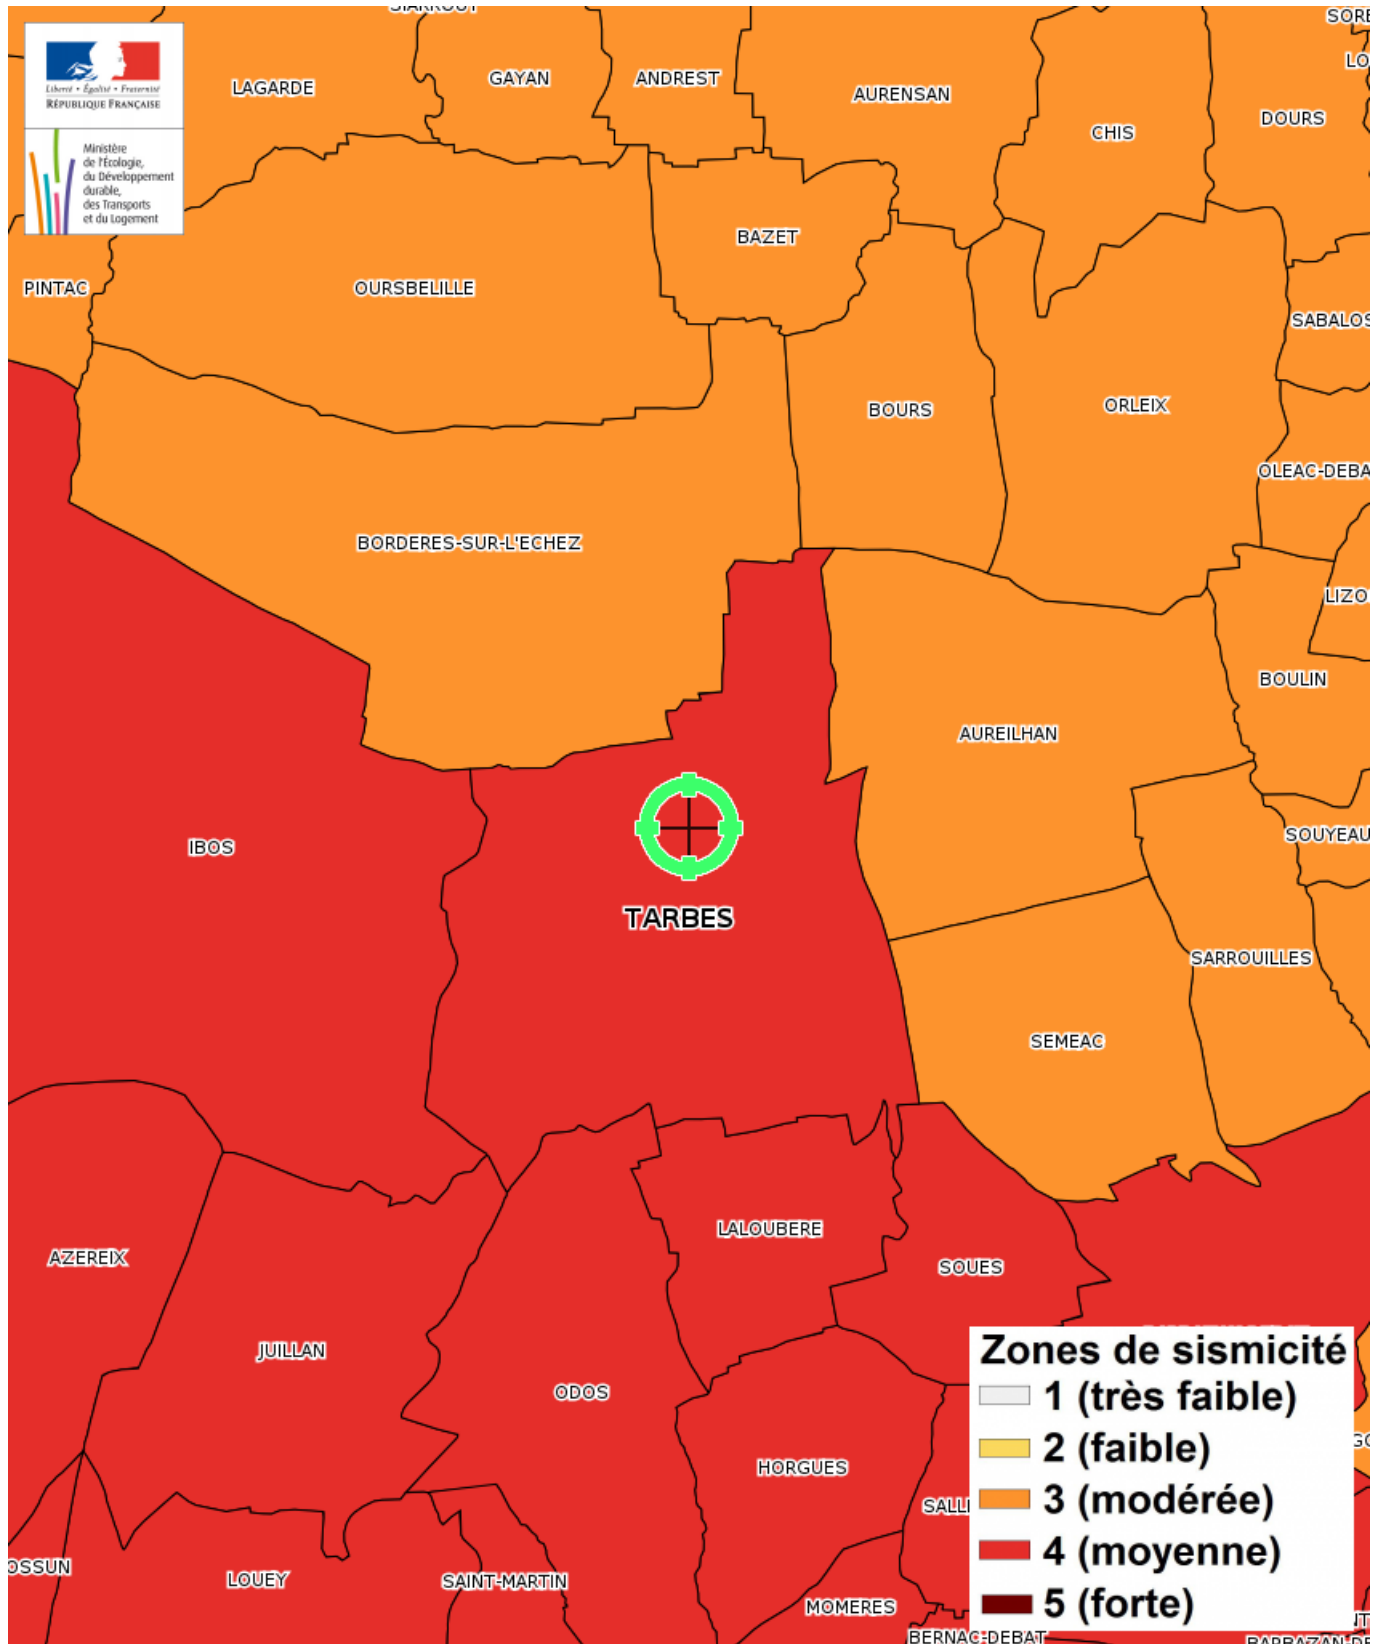 SORE
LO
Liberté • Égalité • Fraternité
RÉPUBLIQUE FRANÇAISE
LAGARDE
GAYAN
ANDREST
AURENSAN
CHIS
DOURS
Ministère
de l'Écologie,
du Développement
durable,
des Transports
et du Logement
PINTAC
OURSBELILLE
BAZET
SABALOS
BOURS
ORLEIX
OLEAC-DEBA
BORDERES-SUR-L'ECHEZ
LIZO
BOULIN
AUREILHAN
IBOS
SOUYEAU
TARBES
SARROUILLES
SEMEAC
AZEREIX
LALOUBERE
SOUES
JUILLAN
ODOS
HORGUES
SALL
OSSUN
LOUEY
SAINT-MARTIN
MOMERES
BERNAC-DEBAT
Zones de sismicité
1 (très faible)
2 (faible)
3 (modérée)
4 (moyenne)
5 (forte)